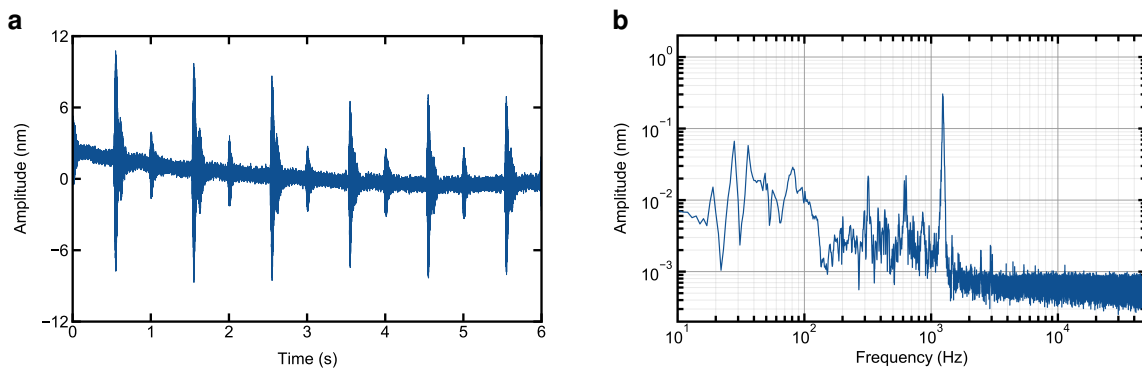 a
Amplitude (nm)
12
6
0
−6
−12
0 1 2 3 4 5 6
Time (s)
b
Amplitude (nm)
10^0
10^−1
10^−2
10^−3
10^1 10^2 10^3 10^4
Frequency (Hz)